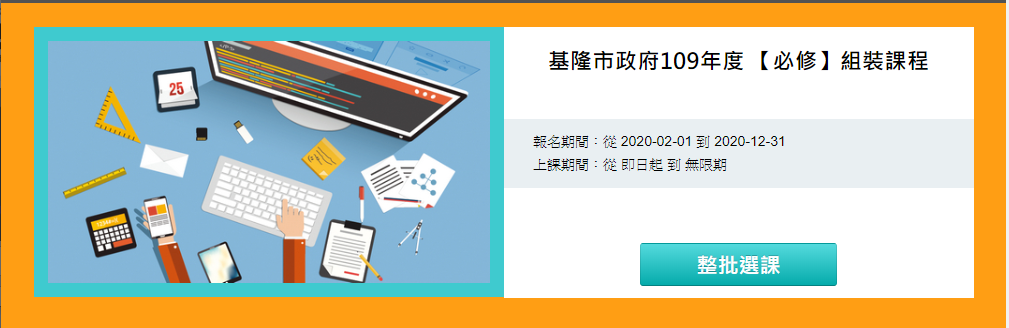 25
基隆市政府109年度 【必修】組裝課程
報名期間：從 2020-02-01 到 2020-12-31
上課期間：從 即日起 到 無限期
整批選課